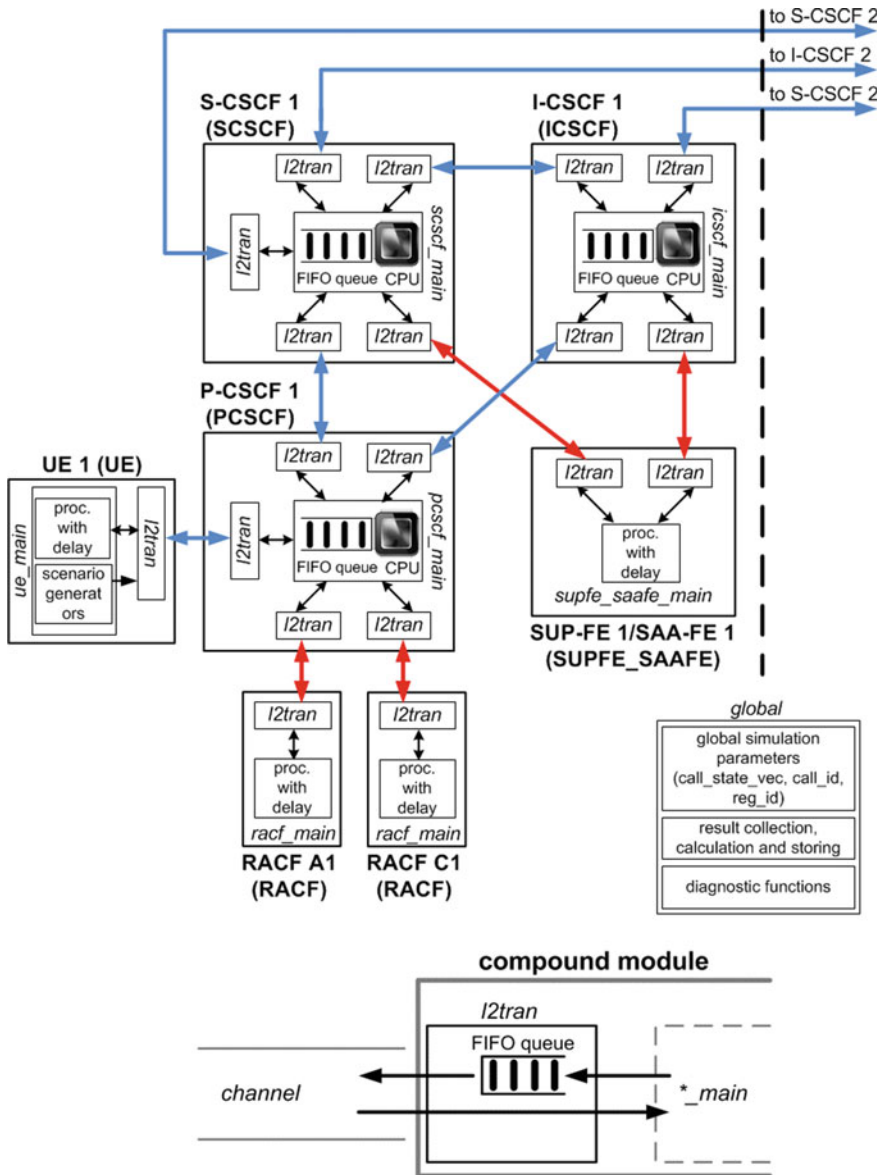 to S-CSCF 2
to I-CSCF 2
to S-CSCF 2
S-CSCF 1
(SCSCF)
I-CSCF 1
(ICSCF)
l2tran
l2tran
l2tran
FIFO queue
CPU
scscf_main
l2tran
l2tran
l2tran
l2tran
FIFO queue
CPU
icscf_main
l2tran
l2tran
P-CSCF 1
(PCSCF)
l2tran
l2tran
l2tran
FIFO queue
CPU
pcscf_main
l2tran
l2tran
UE 1 (UE)
ue_main
proc.
with
delay
scenario
generat
ors
l2tran
l2tran
l2tran
proc.
with
delay
supfe_saafe_main
SUP-FE 1/SAA-FE 1
(SUPFE_SAAFE)
l2tran
proc.
with
delay
racf_main
RACF A1
(RACF)
l2tran
proc.
with
delay
racf_main
RACF C1
(RACF)
global
global simulation
parameters
(call_state_vec, call_id,
reg_id)
result collection,
calculation and storing
diagnostic functions
compound module
l2tran
FIFO queue
channel
*_main